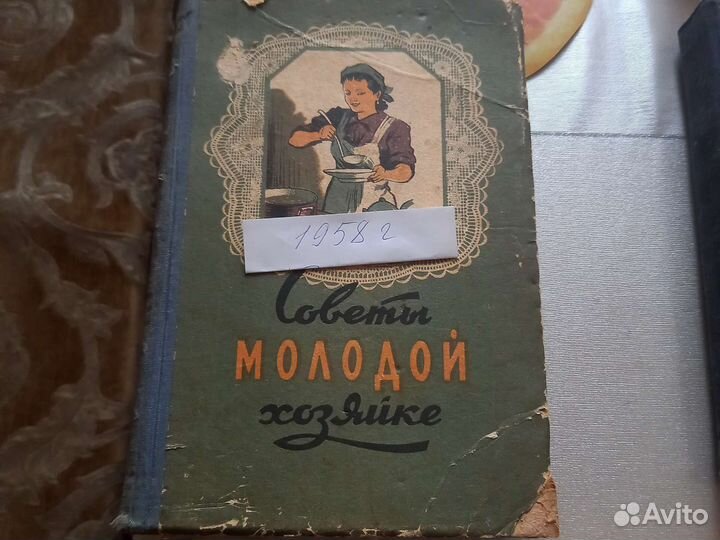 1958 г
Советы
МОЛОДОЙ
хозяйке
Avito